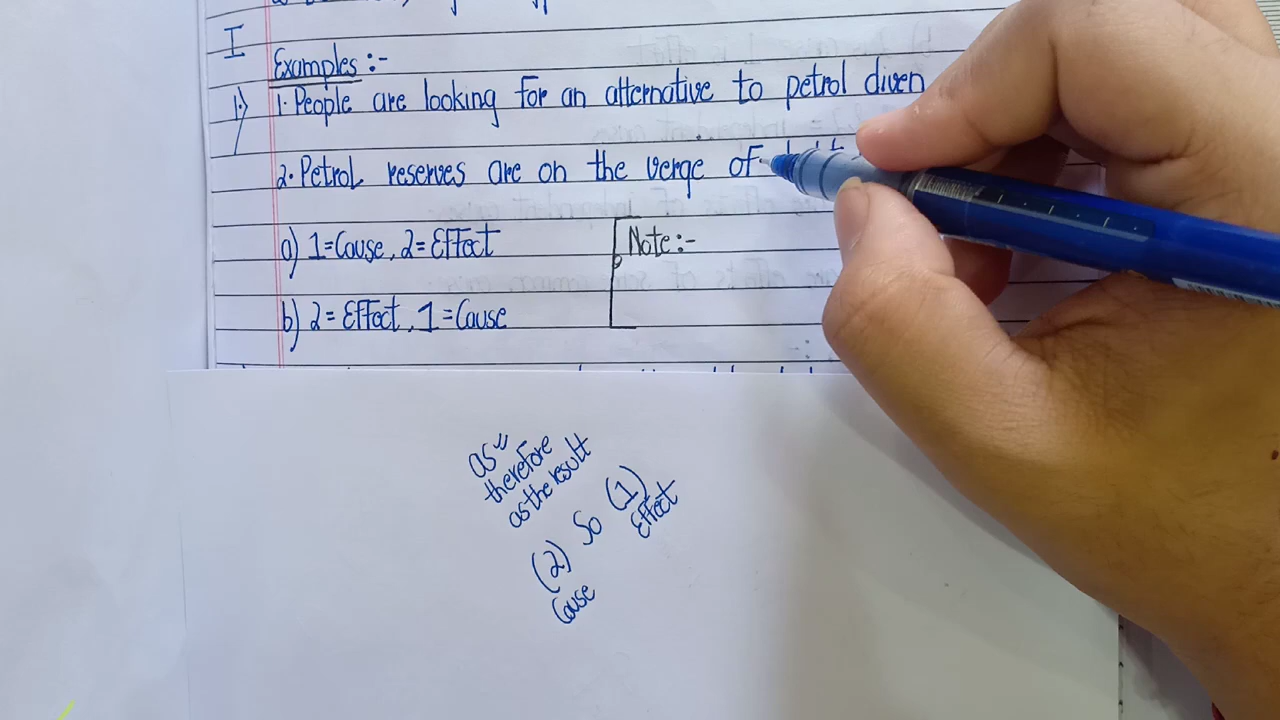 I
Examples :-
1.) 1. People are looking for an alternative to petrol diven
2. Petrol reserves are on the verge of
a) 1=Cause, 2=Effect
Note:-
b) 2=Effect, 1=Cause
as
therefore
as the result
(2) So (1)
Cause Effect